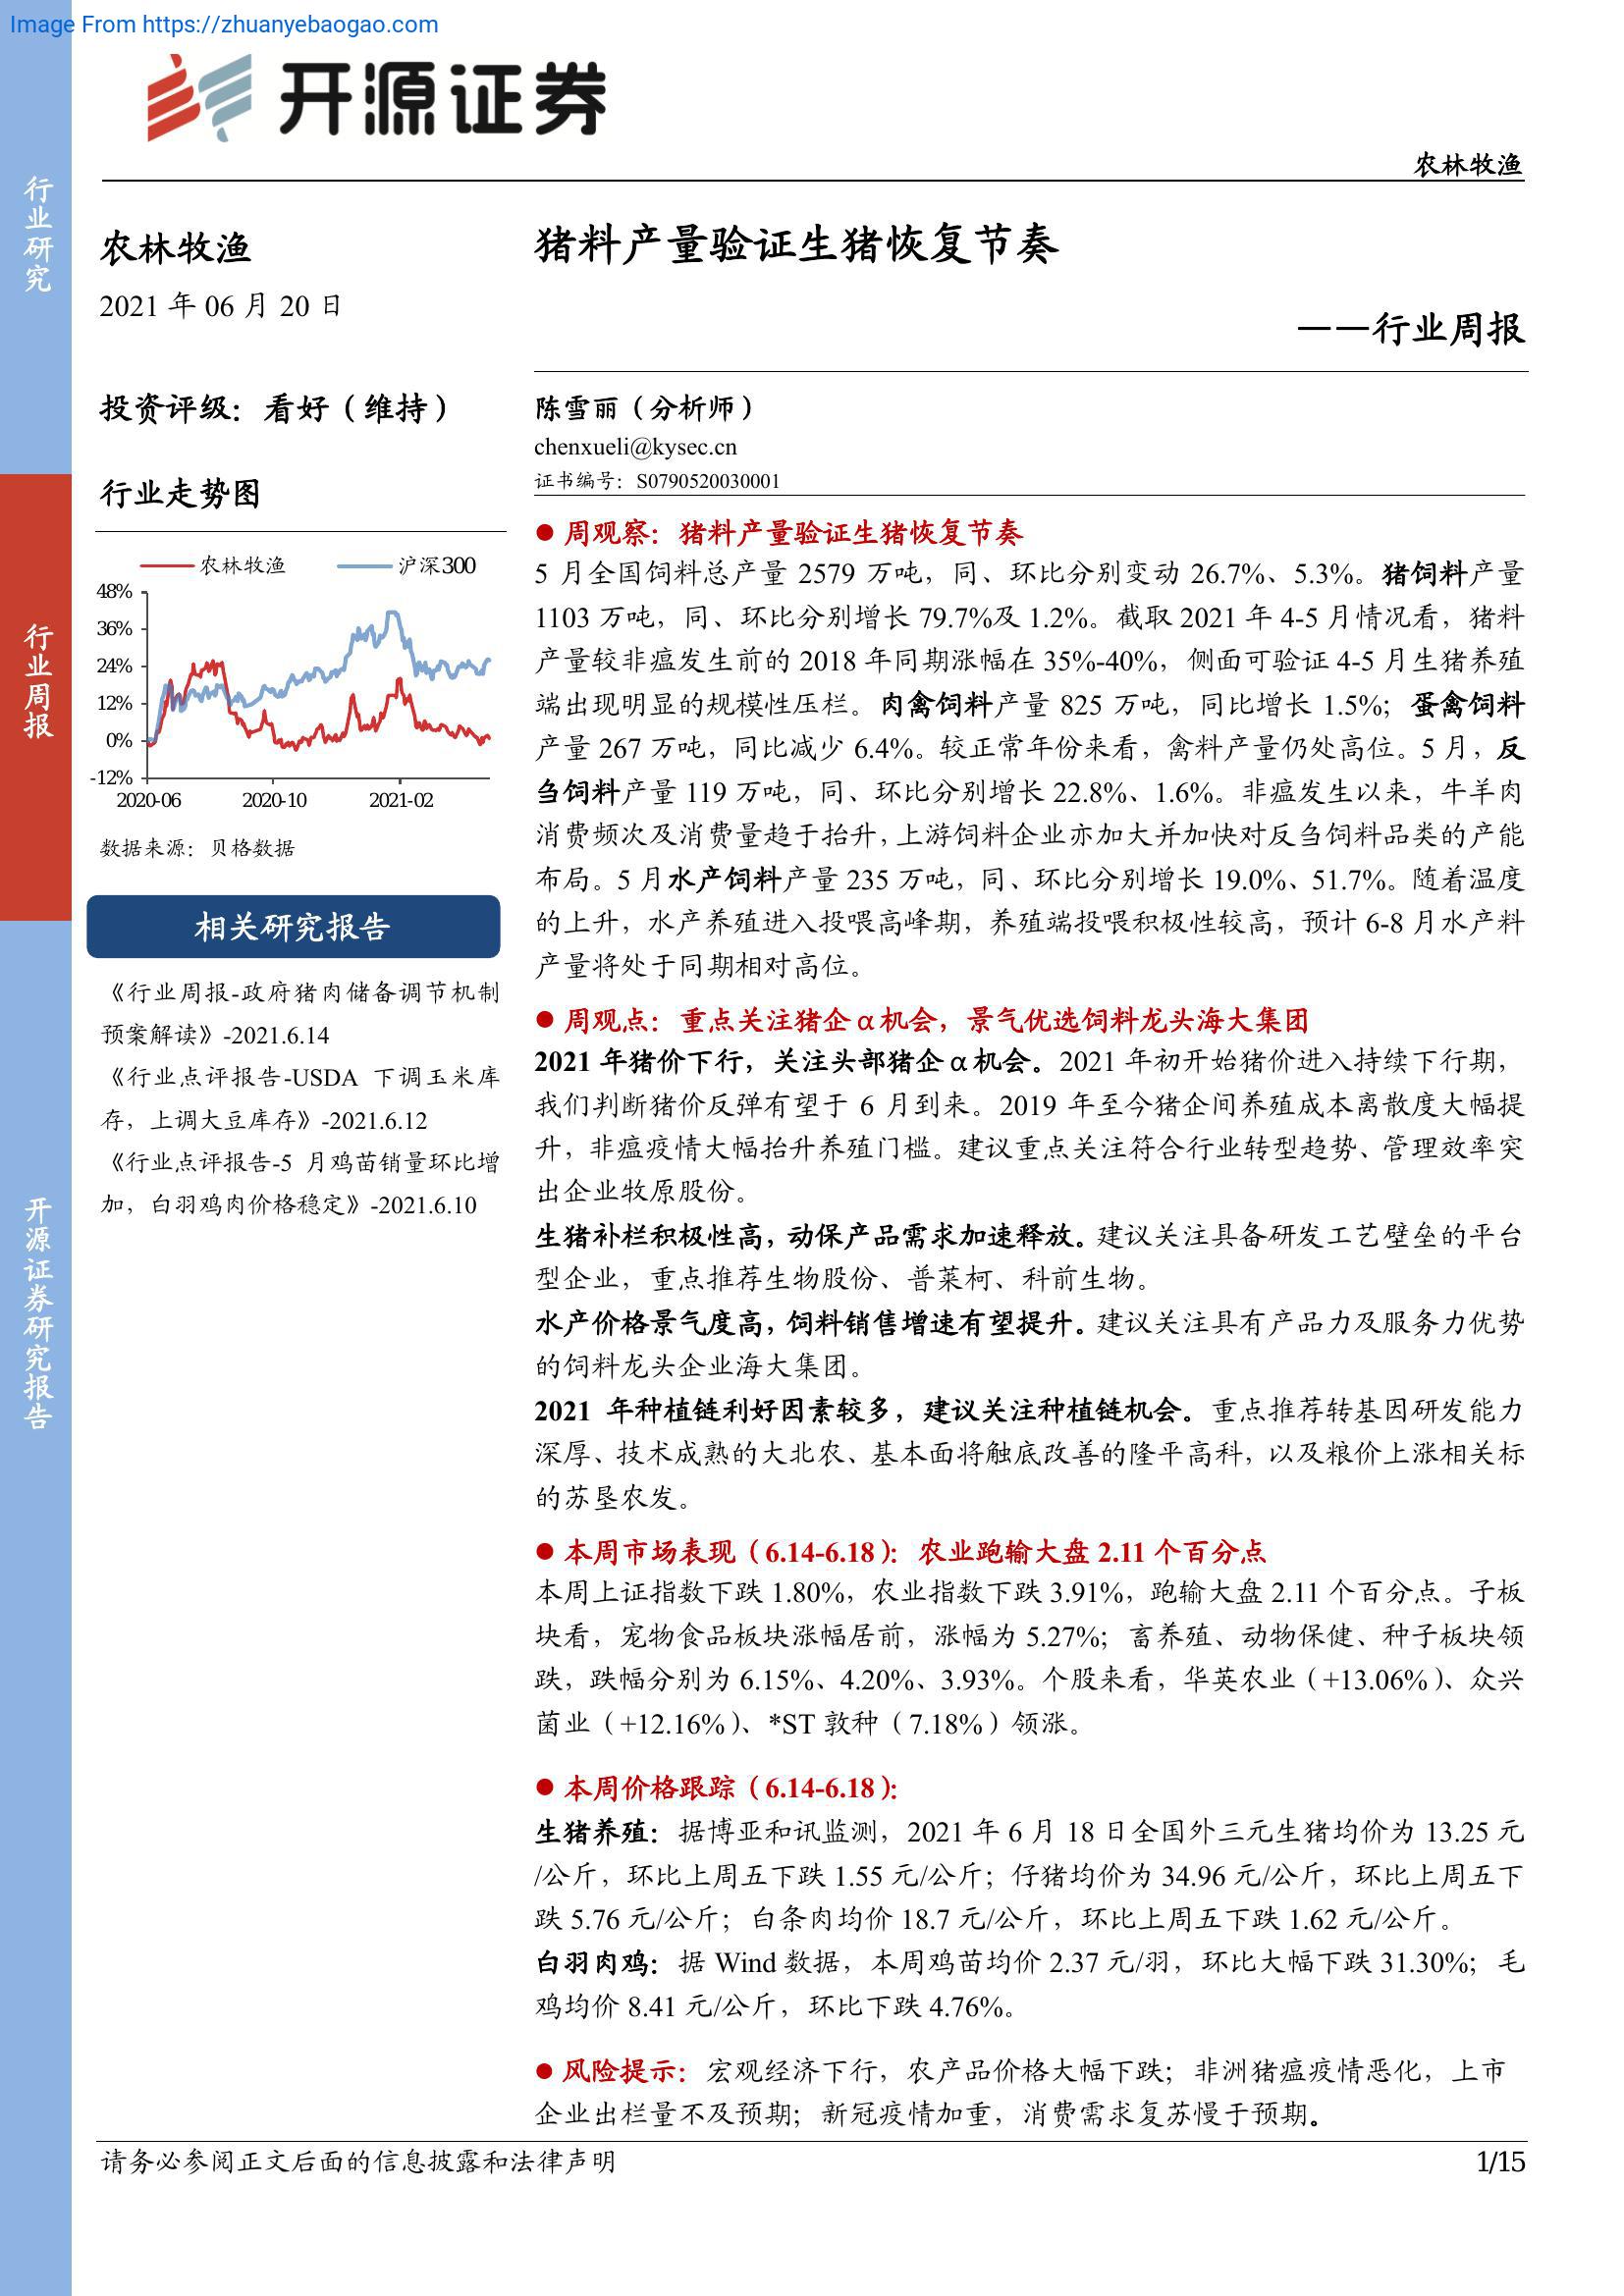 Image From https://zhuanyebaogao.com
开源证券
农林牧渔
行业研究
行业周报
开源证券研究报告
农林牧渔
2021 年 06 月 20 日
投资评级：看好（维持）
行业走势图
农林牧渔
沪深300
48%
36%
24%
12%
0%
-12%
2020-06
2020-10
2021-02
数据来源：贝格数据
相关研究报告
《行业周报-政府猪肉储备调节机制
预案解读》-2021.6.14
《行业点评报告-USDA 下调玉米库
存，上调大豆库存》-2021.6.12
《行业点评报告-5 月鸡苗销量环比增
加，白羽鸡肉价格稳定》-2021.6.10
猪料产量验证生猪恢复节奏
——行业周报
陈雪丽（分析师）
chenxueli@kysec.cn
证书编号：S0790520030001
● 周观察：猪料产量验证生猪恢复节奏
5 月全国饲料总产量 2579 万吨，同、环比分别变动 26.7%、5.3%。猪饲料产量
1103 万吨，同、环比分别增长 79.7%及 1.2%。截取 2021 年 4-5 月情况看，猪料
产量较非瘟发生前的 2018 年同期涨幅在 35%-40%，侧面可验证 4-5 月生猪养殖
端出现明显的规模性压栏。肉禽饲料产量 825 万吨，同比增长 1.5%；蛋禽饲料
产量 267 万吨，同比减少 6.4%。较正常年份来看，禽料产量仍处高位。5 月，反
刍饲料产量 119 万吨，同、环比分别增长 22.8%、1.6%。非瘟发生以来，牛羊肉
消费频次及消费量趋于抬升，上游饲料企业亦加大并加快对反刍饲料品类的产能
布局。5 月水产饲料产量 235 万吨，同、环比分别增长 19.0%、51.7%。随着温度
的上升，水产养殖进入投喂高峰期，养殖端投喂积极性较高，预计 6-8 月水产料
产量将处于同期相对高位。
● 周观点：重点关注猪企 α 机会，景气优选饲料龙头海大集团
2021 年猪价下行，关注头部猪企 α 机会。2021 年初开始猪价进入持续下行期，
我们判断猪价反弹有望于 6 月到来。2019 年至今猪企间养殖成本离散度大幅提
升，非瘟疫情大幅抬升养殖门槛。建议重点关注符合行业转型趋势、管理效率突
出企业牧原股份。
生猪补栏积极性高，动保产品需求加速释放。建议关注具备研发工艺壁垒的平台
型企业，重点推荐生物股份、普莱柯、科前生物。
水产价格景气度高，饲料销售增速有望提升。建议关注具有产品力及服务力优势
的饲料龙头企业海大集团。
2021 年种植链利好因素较多，建议关注种植链机会。重点推荐转基因研发能力
深厚、技术成熟的大北农、基本面将触底改善的隆平高科，以及粮价上涨相关标
的苏垦农发。
● 本周市场表现（6.14-6.18）：农业跑输大盘 2.11 个百分点
本周上证指数下跌 1.80%，农业指数下跌 3.91%，跑输大盘 2.11 个百分点。子板
块看，宠物食品板块涨幅居前，涨幅为 5.27%；畜养殖、动物保健、种子板块领
跌，跌幅分别为 6.15%、4.20%、3.93%。个股来看，华英农业（+13.06%）、众兴
菌业（+12.16%）、*ST 敦种（7.18%）领涨。
● 本周价格跟踪（6.14-6.18）：
生猪养殖：据博亚和讯监测，2021 年 6 月 18 日全国外三元生猪均价为 13.25 元
/公斤，环比上周五下跌 1.55 元/公斤；仔猪均价为 34.96 元/公斤，环比上周五下
跌 5.76 元/公斤；白条肉均价 18.7 元/公斤，环比上周五下跌 1.62 元/公斤。
白羽肉鸡：据 Wind 数据，本周鸡苗均价 2.37 元/羽，环比大幅下跌 31.30%；毛
鸡均价 8.41 元/公斤，环比下跌 4.76%。
● 风险提示：宏观经济下行，农产品价格大幅下跌；非洲猪瘟疫情恶化，上市
企业出栏量不及预期；新冠疫情加重，消费需求复苏慢于预期。
请务必参阅正文后面的信息披露和法律声明
1/15